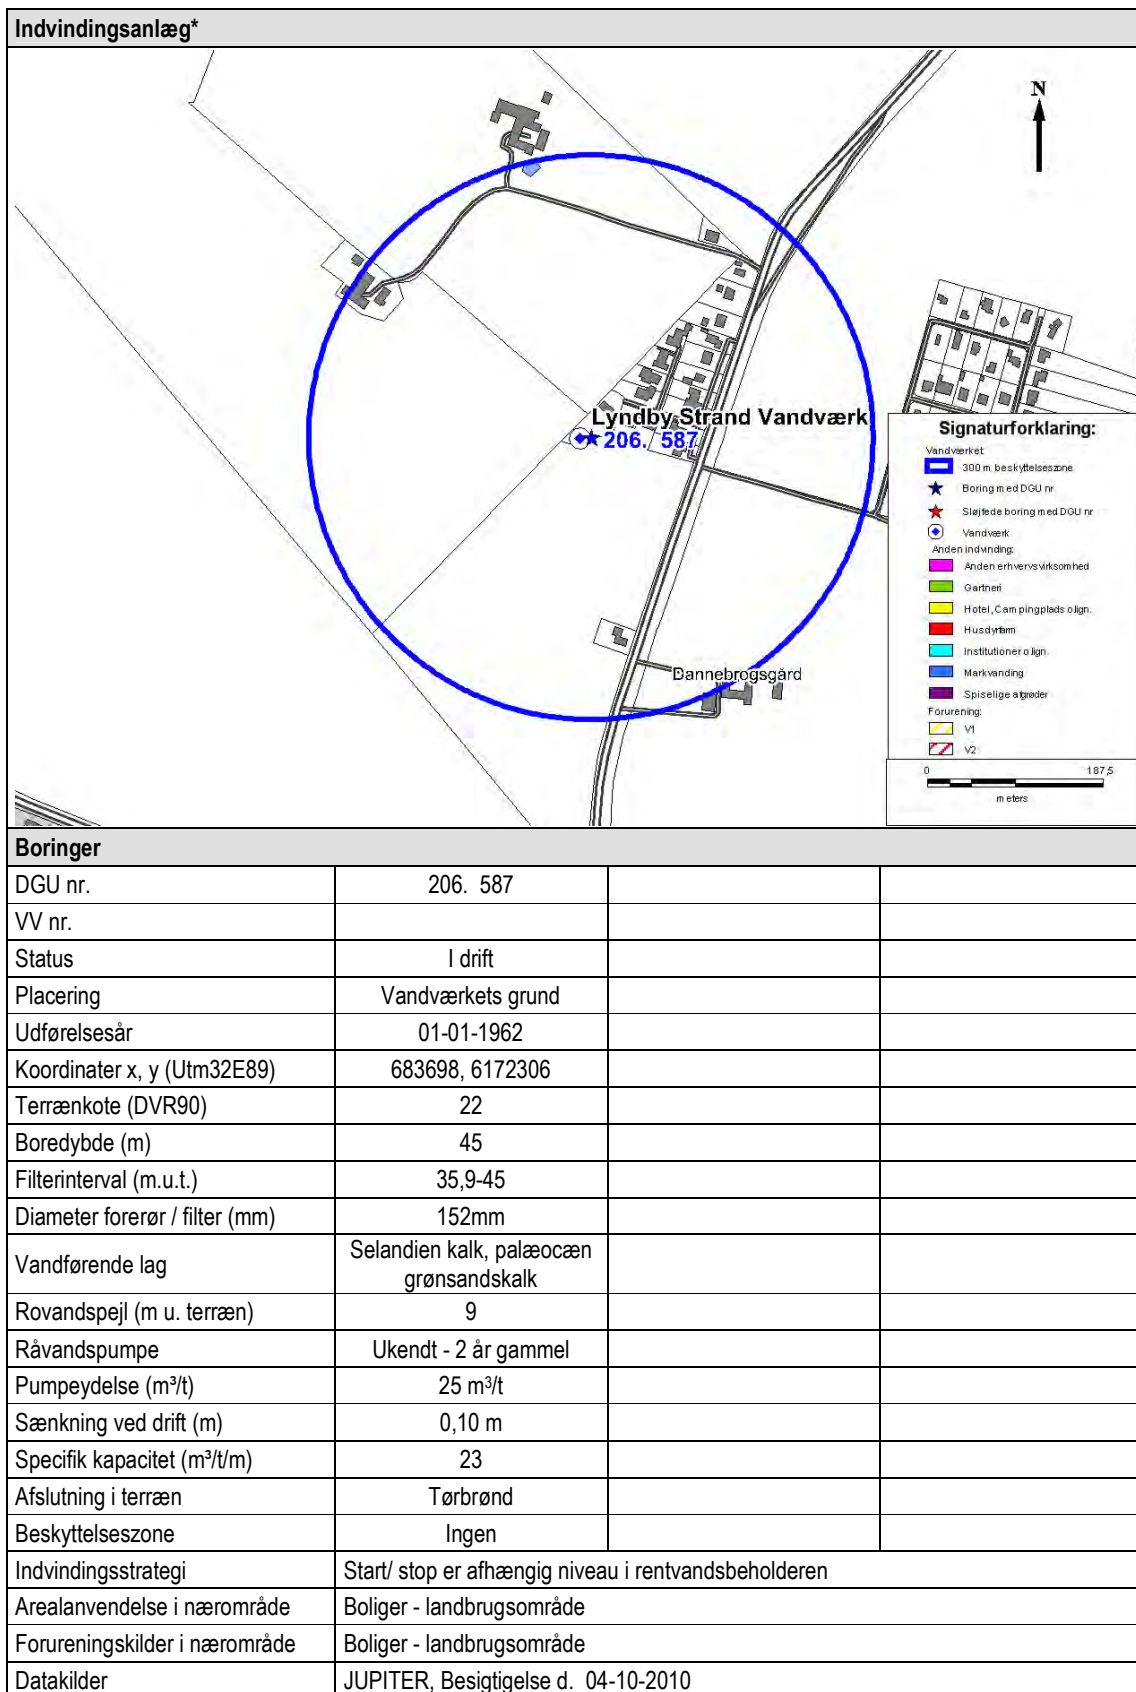 Indvindingsanlæg*
N
Lyndby Strand Vandværk
206. 587
Dannebrogsgård
Signaturforklaring:
Vandværket:
300 m beskyttelseszone
Boring med DGU nr
Sløjfede boring med DGU nr
Vandværk
Anden indvinding:
Anden erhvervsvirksomhed
Gartneri
Hotel, Campingplads olign.
Husdyrfarm
Institutioner olign.
Markvanding
Spiselige afgrøder
Forurening:
V1
V2
0 187,5
meters
Boringer
DGU nr. 206. 587
VV nr.
Status I drift
Placering Vandværkets grund
Udførelsesår 01-01-1962
Koordinater x, y (Utm32E89) 683698, 6172306
Terrænkote (DVR90) 22
Boredybde (m) 45
Filterinterval (m.u.t.) 35,9-45
Diameter forerør / filter (mm) 152mm
Vandførende lag Selandien kalk, palæocæn
grønsandskalk
Rovandspejl (m u. terræn) 9
Råvandspumpe Ukendt - 2 år gammel
Pumpeydelse (m³/t) 25 m³/t
Sænkning ved drift (m) 0,10 m
Specifik kapacitet (m³/t/m) 23
Afslutning i terræn Tørbrønd
Beskyttelseszone Ingen
Indvindingsstrategi Start/ stop er afhængig niveau i rentvandsbeholderen
Arealanvendelse i nærområde Boliger - landbrugsområde
Forureningskilder i nærområde Boliger - landbrugsområde
Datakilder JUPITER, Besigtigelse d. 04-10-2010